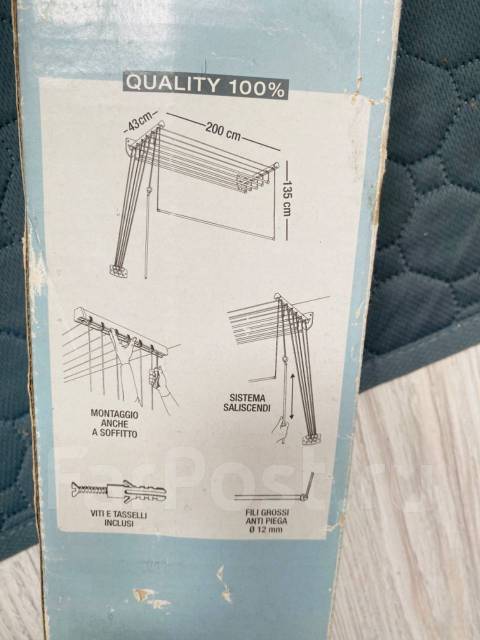 QUALITY 100%
43cm
200 cm
135 cm
MONTAGGIO
ANCHE
A SOFFITTO
SISTEMA
SALISCENDI
FarPost.ru
VITI E TASSELLI
INCLUSI
FILI GROSSI
ANTI PIEGA
Ø 12 mm